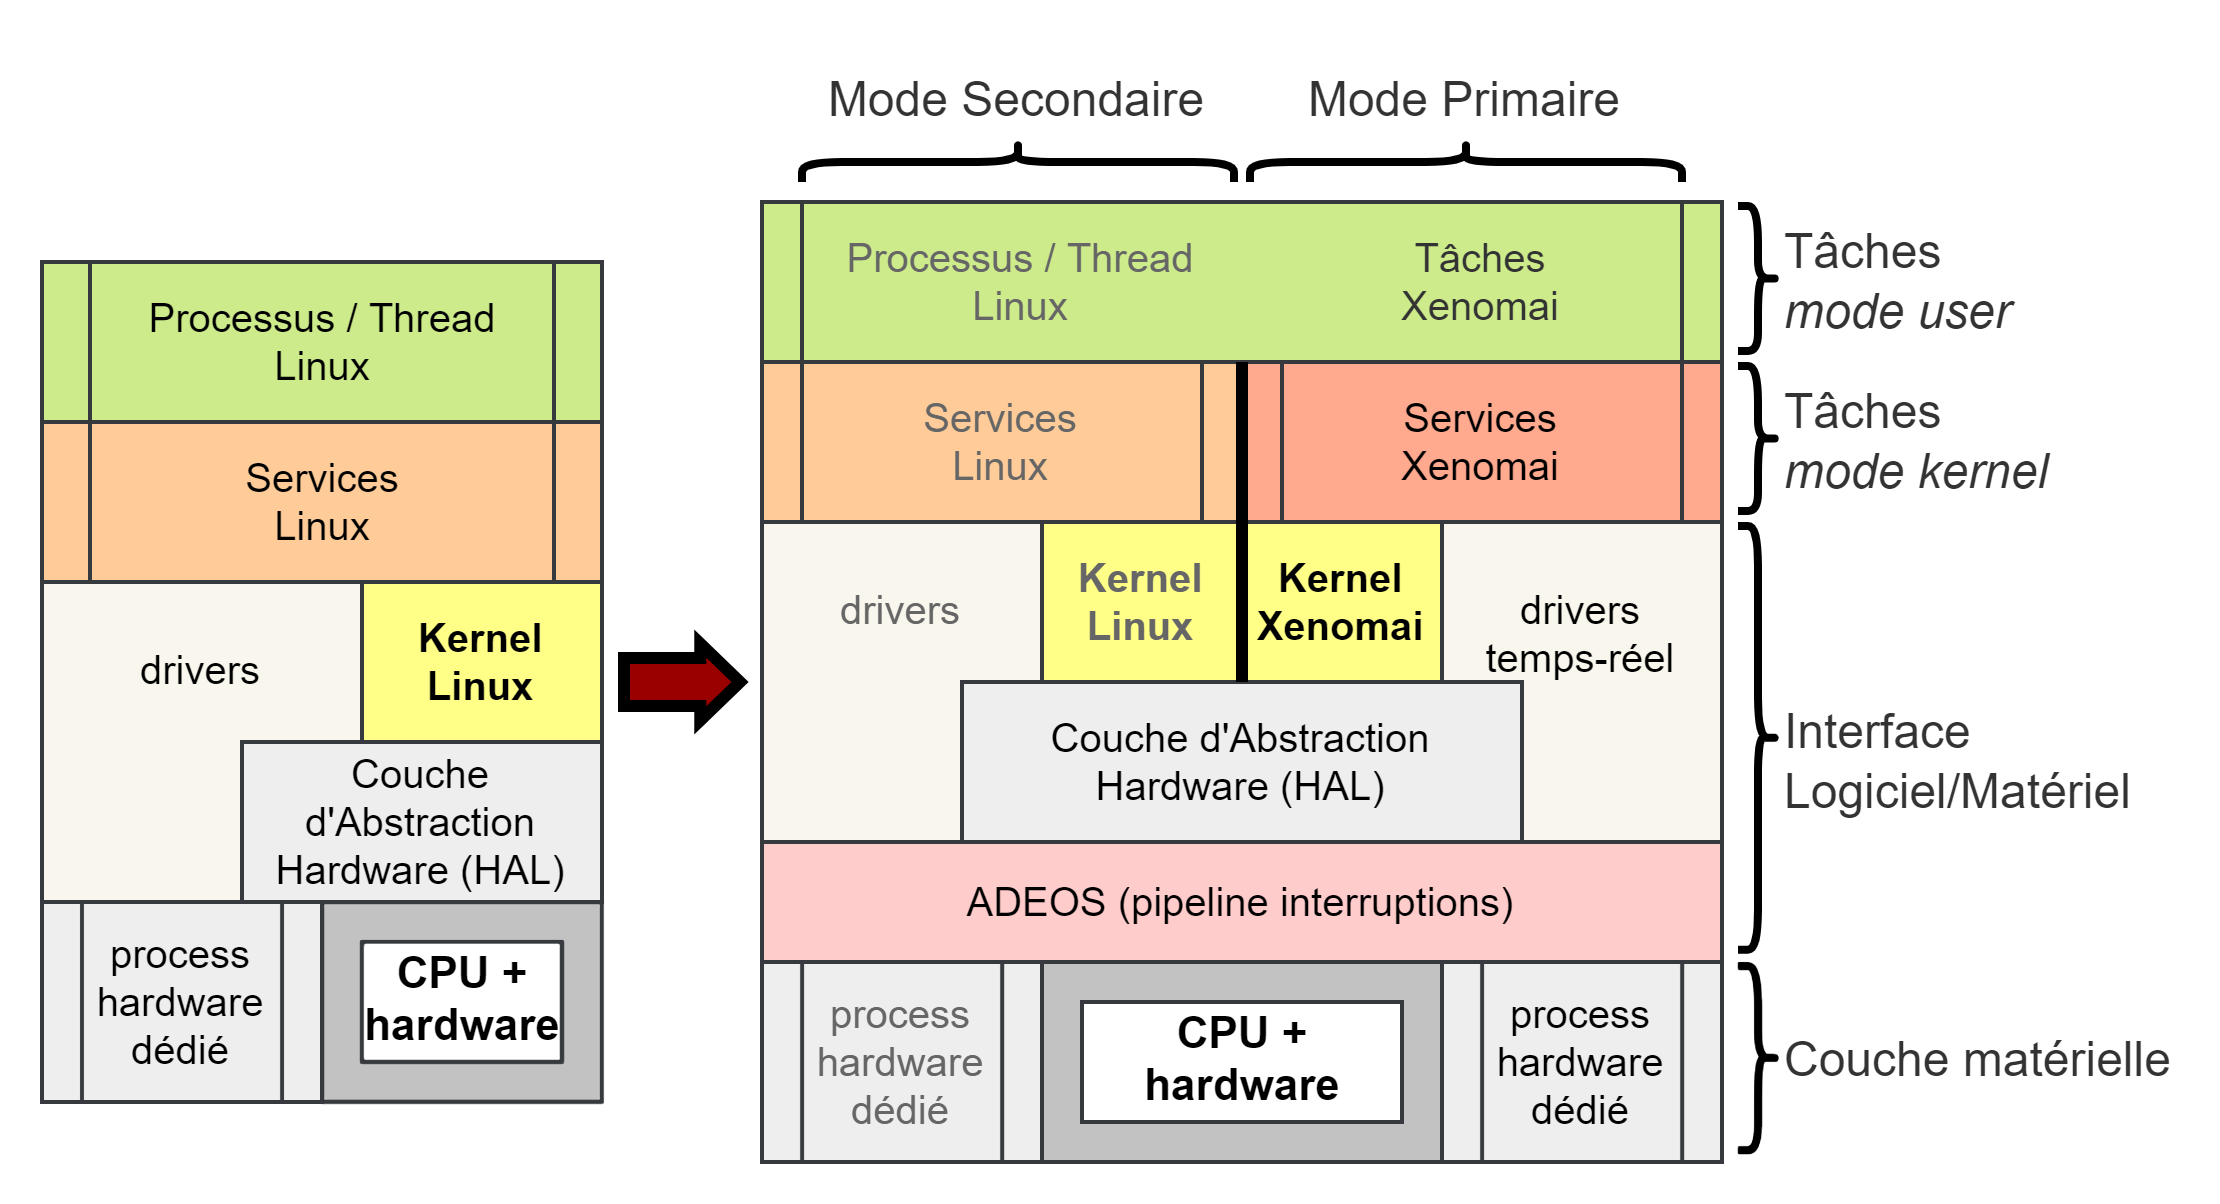 Mode Secondaire
Mode Primaire
Processus / Thread
Linux
Services
Linux
drivers
Kernel
Linux
Couche
d'Abstraction
Hardware (HAL)
process
hardware
dédié
CPU +
hardware
Processus / Thread
Linux
Tâches
Xenomai
Services
Linux
Services
Xenomai
drivers
Kernel
Linux
Kernel
Xenomai
drivers
temps-réel
Couche d'Abstraction
Hardware (HAL)
ADEOS (pipeline interruptions)
process
hardware
dédié
CPU +
hardware
process
hardware
dédié
Tâches
mode user
Tâches
mode kernel
Interface
Logiciel/Matériel
Couche matérielle